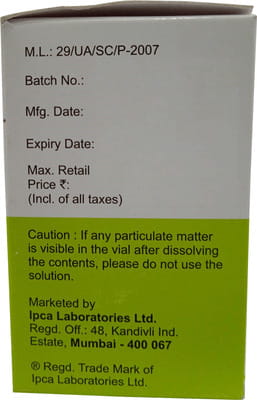 M.L.: 29/UA/SC/P-2007
Batch No.:
Mfg. Date:
Expiry Date:
Max. Retail
Price ₹:
(Incl. of all taxes)
Caution : If any particulate matter
is visible in the vial after dissolving
the contents, please do not use the
solution.
Marketed by
Ipca Laboratories Ltd.
Regd. Off.: 48, Kandivli Ind.
Estate, Mumbai - 400 067
® Regd. Trade Mark of
Ipca Laboratories Ltd.